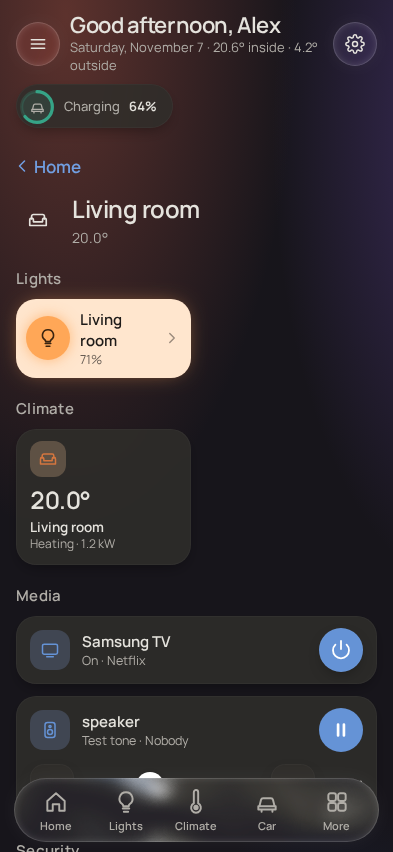 Good afternoon, Alex
Saturday, November 7 · 20.6° inside · 4.2°
outside
Charging 64%
Home
Living room
20.0°
Lights
Living
room
71%
Climate
20.0°
Living room
Heating · 1.2 kW
Media
Samsung TV
On · Netflix
speaker
Test tone · Nobody
Home Lights Climate Car More
Security